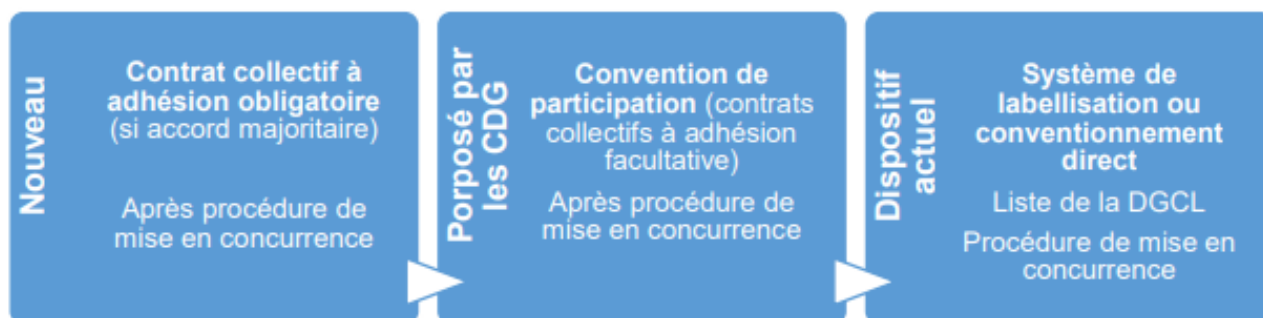 Nouveau
Contrat collectif à
adhésion obligatoire
(si accord majoritaire)
Après procédure de
mise en concurrence
Porposé par
les CDG
Convention de
participation (contrats
collectifs à adhésion
facultative)
Après procédure de
mise en concurrence
Dispositif
actuel
Système de
labellisation ou
conventionnement
direct
Liste de la DGCL
Procédure de mise en
concurrence